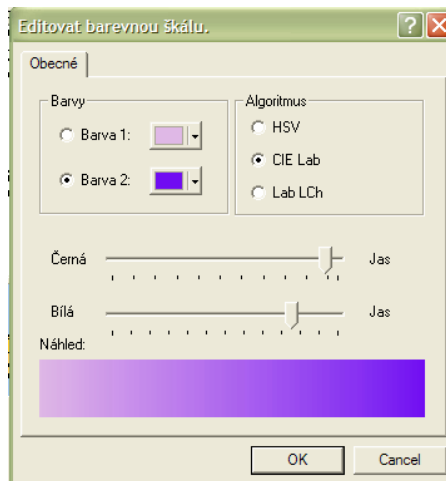 Editovat barevnou škálu.
Obecné
Barvy
Barva 1:
Barva 2:
Algoritmus
HSV
CIE Lab
Lab LCh
Černá Jas
Bílá Jas
Náhled:
OK Cancel